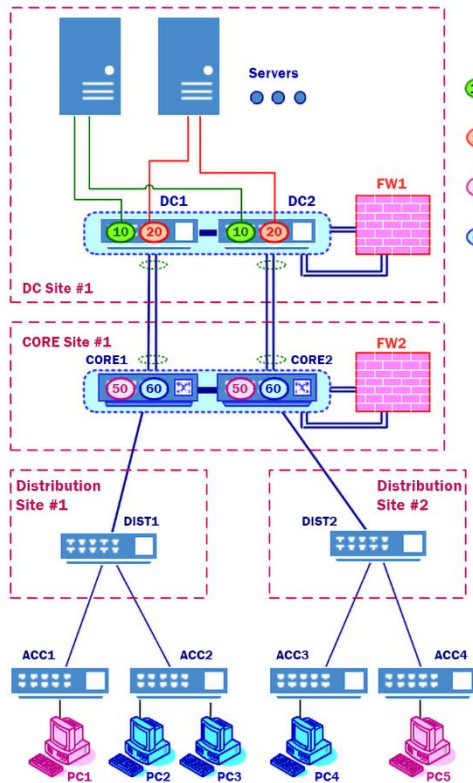 Servers
DC1
DC2
FW1
10
20
10
20
DC Site #1
CORE Site #1
FW2
CORE1
CORE2
50
60
50
60
Distribution
Site #1
Distribution
Site #2
DIST1
DIST2
ACC1
ACC2
ACC3
ACC4
PC1
PC2
PC3
PC4
PC5